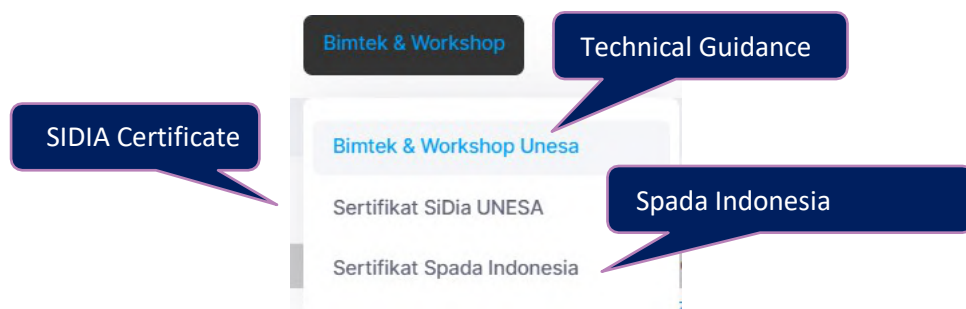 Bimtek & Workshop
Technical Guidance
SIDIA Certificate
Bimtek & Workshop Unesa
Sertifikat SiDia UNESA
Spada Indonesia
Sertifikat Spada Indonesia